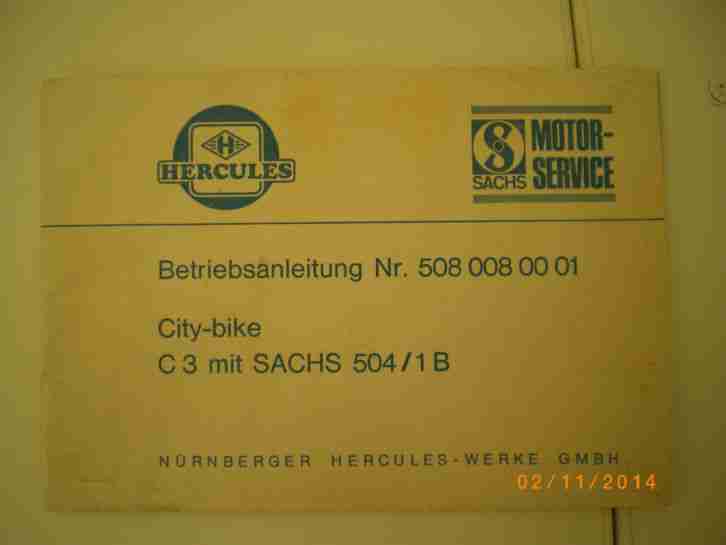 H
HERCULES
S
SACHS
MOTOR-
SERVICE
Betriebsanleitung Nr. 508 008 00 01
City-bike
C 3 mit SACHS 504/1 B
NÜRNBERGER HERCULES-WERKE GMBH
02/11/2014